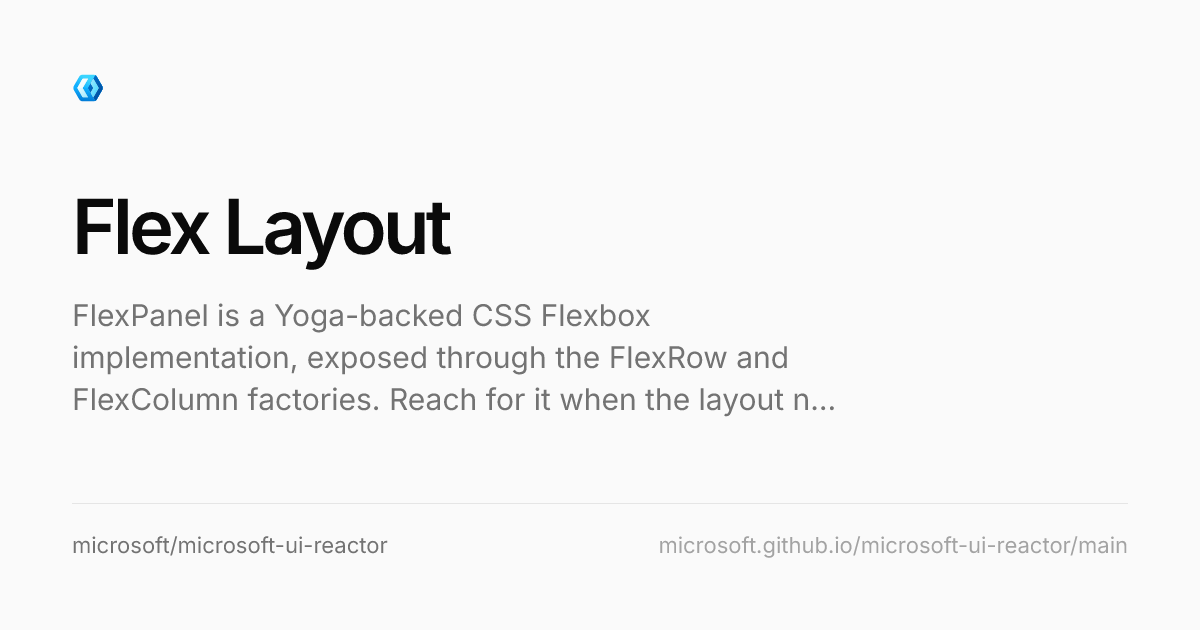 Flex Layout
FlexPanel is a Yoga-backed CSS Flexbox
implementation, exposed through the FlexRow and
FlexColumn factories. Reach for it when the layout n...
microsoft/microsoft-ui-reactor
microsoft.github.io/microsoft-ui-reactor/main